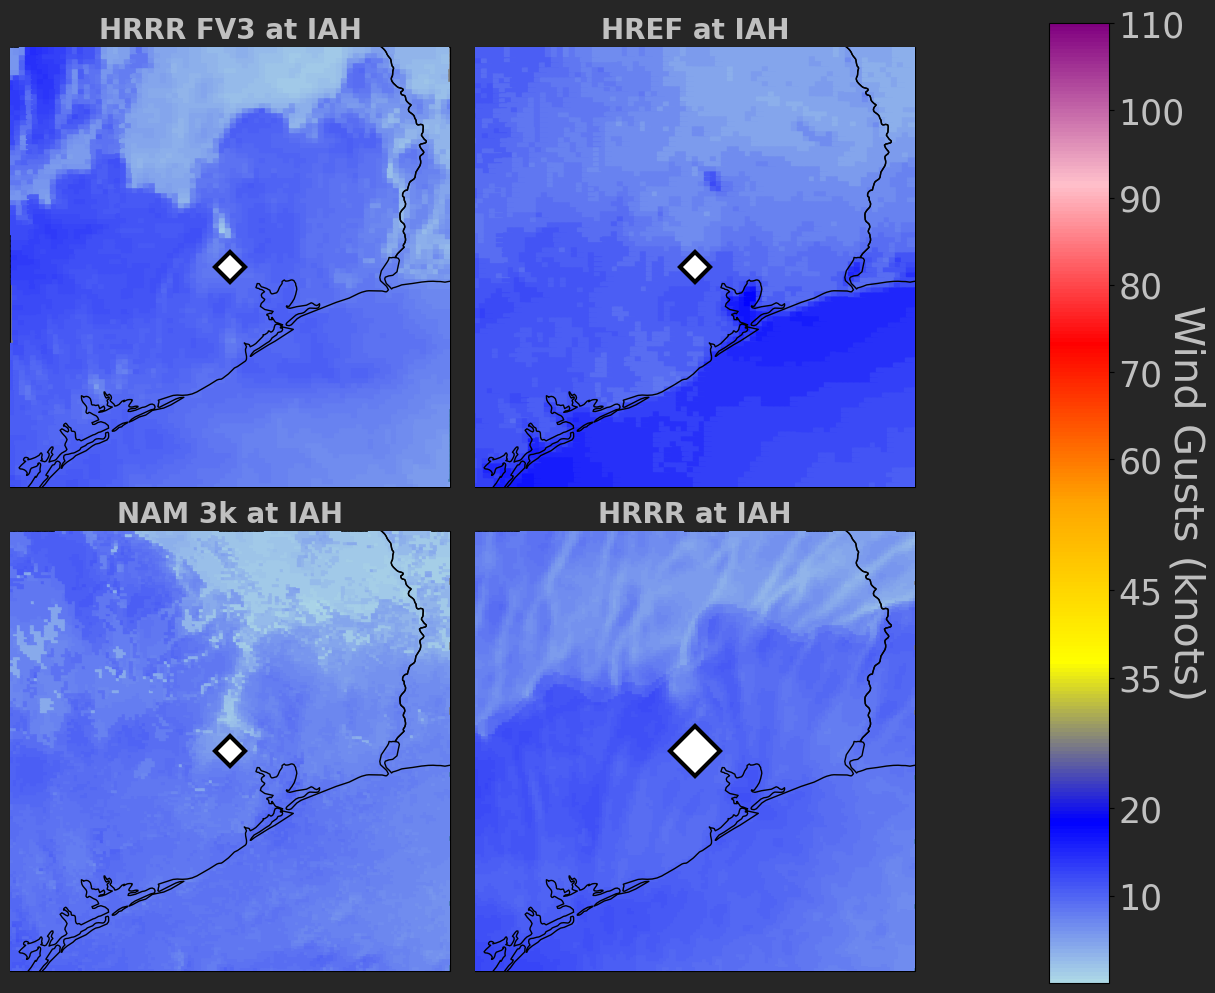 HRRR FV3 at IAH
HREF at IAH
NAM 3k at IAH
HRRR at IAH
110
100
90
80
70
60
45
35
20
10
Wind Gusts (knots)